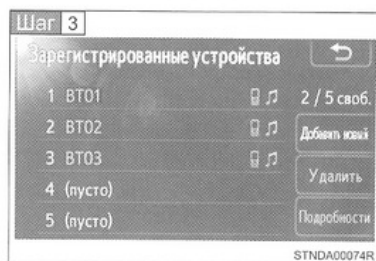 Шаг 3
Зарегистрированные устройства
1 BT01
2 / 5 своб.
2 BT02
Добавить новый
3 BT03
Удалить
4 (пусто)
5 (пусто)
Подробности
STNDA00074R